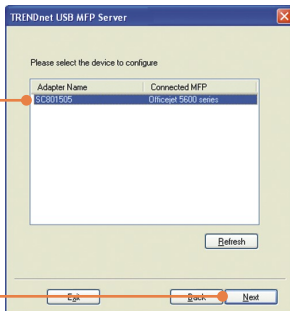 TRENDnet USB MFP Server
Please select the device to configure
Adapter Name Connected MFP
SC801505 Officejet 5600 series
Refresh
Exit Back Next